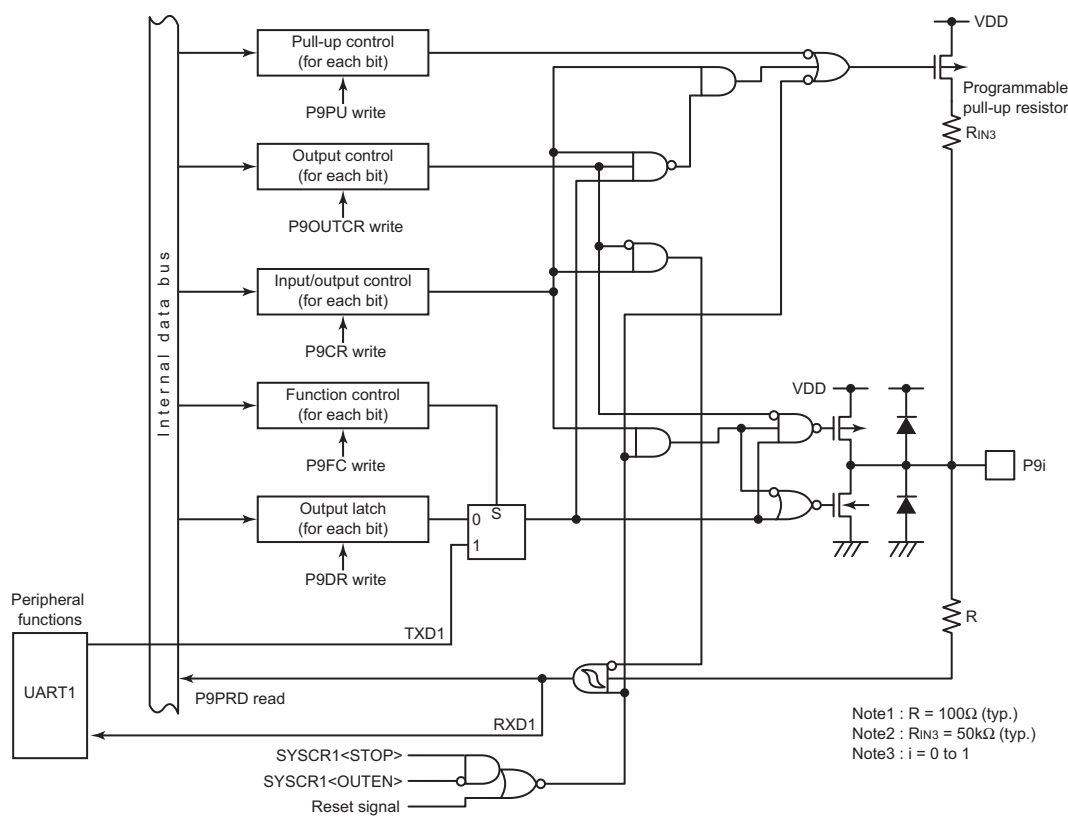 Internal data bus
Pull-up control
(for each bit)
P9PU write
Output control
(for each bit)
P9OUTCR write
Input/output control
(for each bit)
P9CR write
Function control
(for each bit)
P9FC write
Output latch
(for each bit)
P9DR write
S
0
1
VDD
Programmable
pull-up resistor
RIN3
VDD
P9i
R
Peripheral
functions
UART1
TXD1
P9PRD read
RXD1
SYSCR1<STOP>
SYSCR1<OUTEN>
Reset signal
Note1 : R = 100Ω (typ.)
Note2 : RIN3 = 50kΩ (typ.)
Note3 : i = 0 to 1